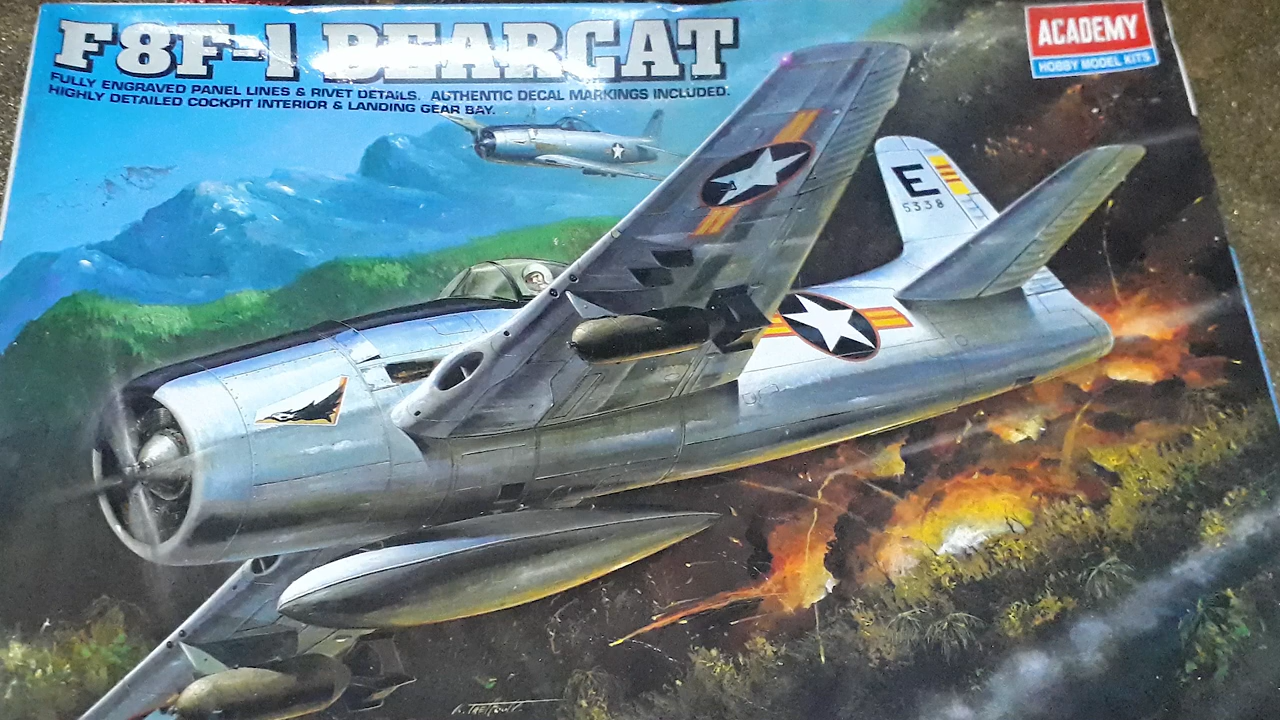 F8F-1 BEARCAT
FULLY ENGRAVED PANEL LINES & RIVET DETAILS. AUTHENTIC DECAL MARKINGS INCLUDED.
HIGHLY DETAILED COCKPIT INTERIOR & LANDING GEAR BAY.
ACADEMY
HOBBY MODEL KITS
E
5338